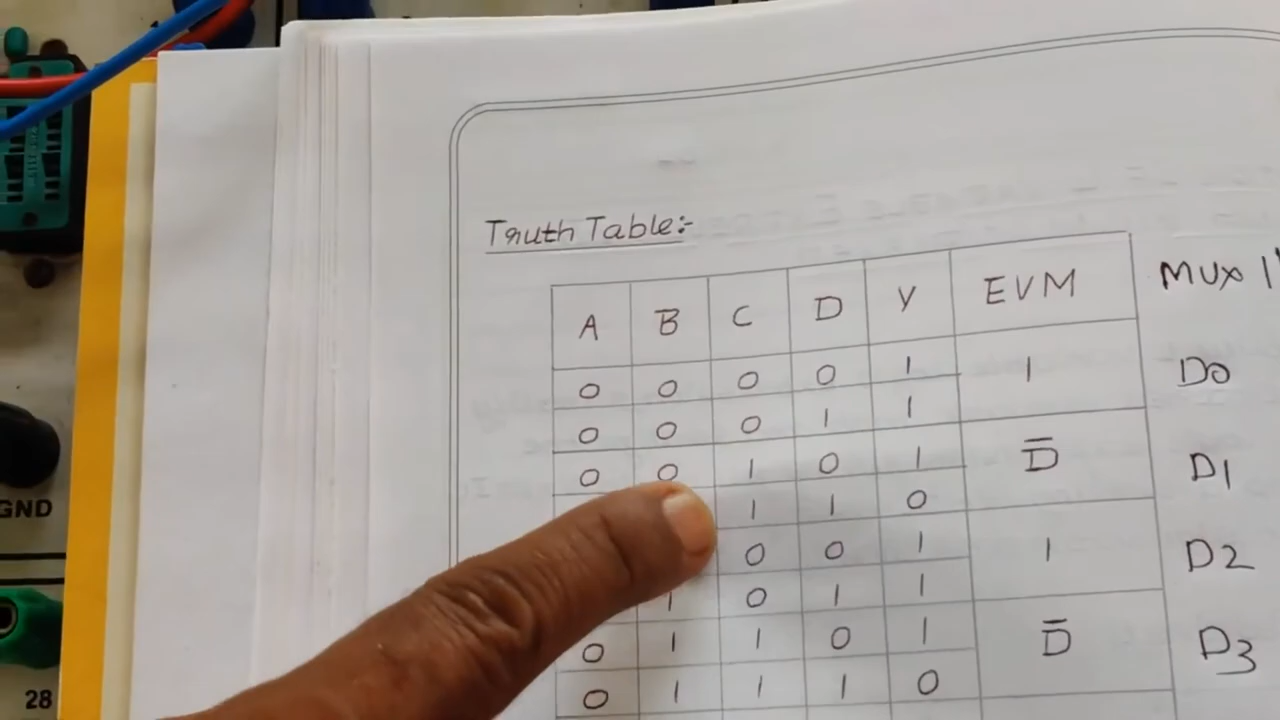 Truth Table:-
A B C D Y EVM MUX I
0 0 0 0 1 1 D0
0 0 0 1 1
0 0 1 0 1 D̅ D1
1 1 0
0 0 1 1 D2
1 0 1 1
0 1 1 0 1 D̅ D3
0 1 1 1 0
GND
28